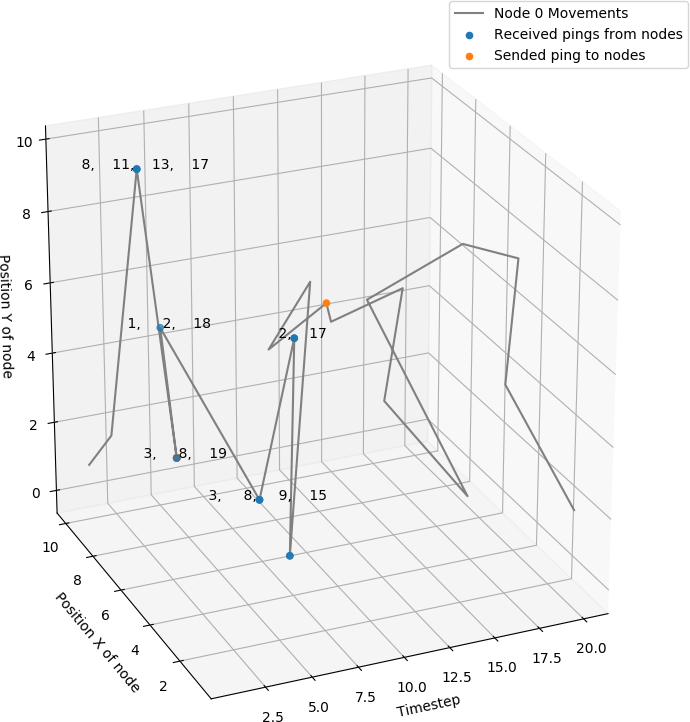 Node 0 Movements
Received pings from nodes
Sended ping to nodes
10
8
6
4
2
0
Position Y of node
8, 11, 13, 17
1, 2, 18
2, 17
3, 8, 19
3, 8, 9, 15
10
8
6
4
2
Position X of node
2.5
5.0
7.5
10.0
12.5
15.0
17.5
20.0
Timestep